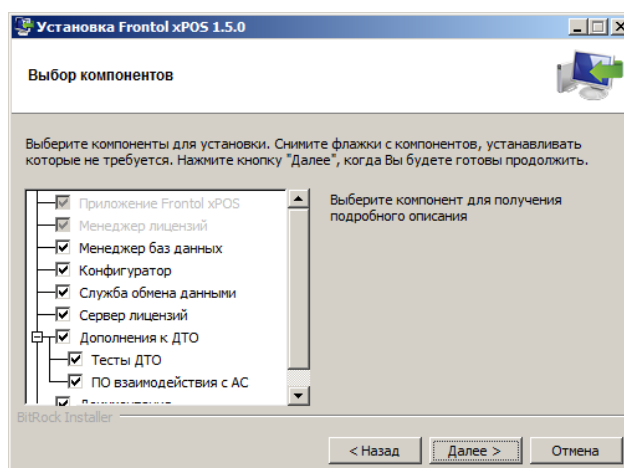 Установка Frontol xPOS 1.5.0
Выбор компонентов
Выберите компоненты для установки. Снимите флажки с компонентов, устанавливать
которые не требуется. Нажмите кнопку "Далее", когда Вы будете готовы продолжить.
Приложение Frontol xPOS
Менеджер лицензий
Менеджер баз данных
Конфигуратор
Служба обмена данными
Сервер лицензий
Дополнения к ДТО
Тесты ДТО
ПО взаимодействия с АС
Выберите компонент для получения
подробного описания
BitRock Installer
< Назад
Далее >
Отмена